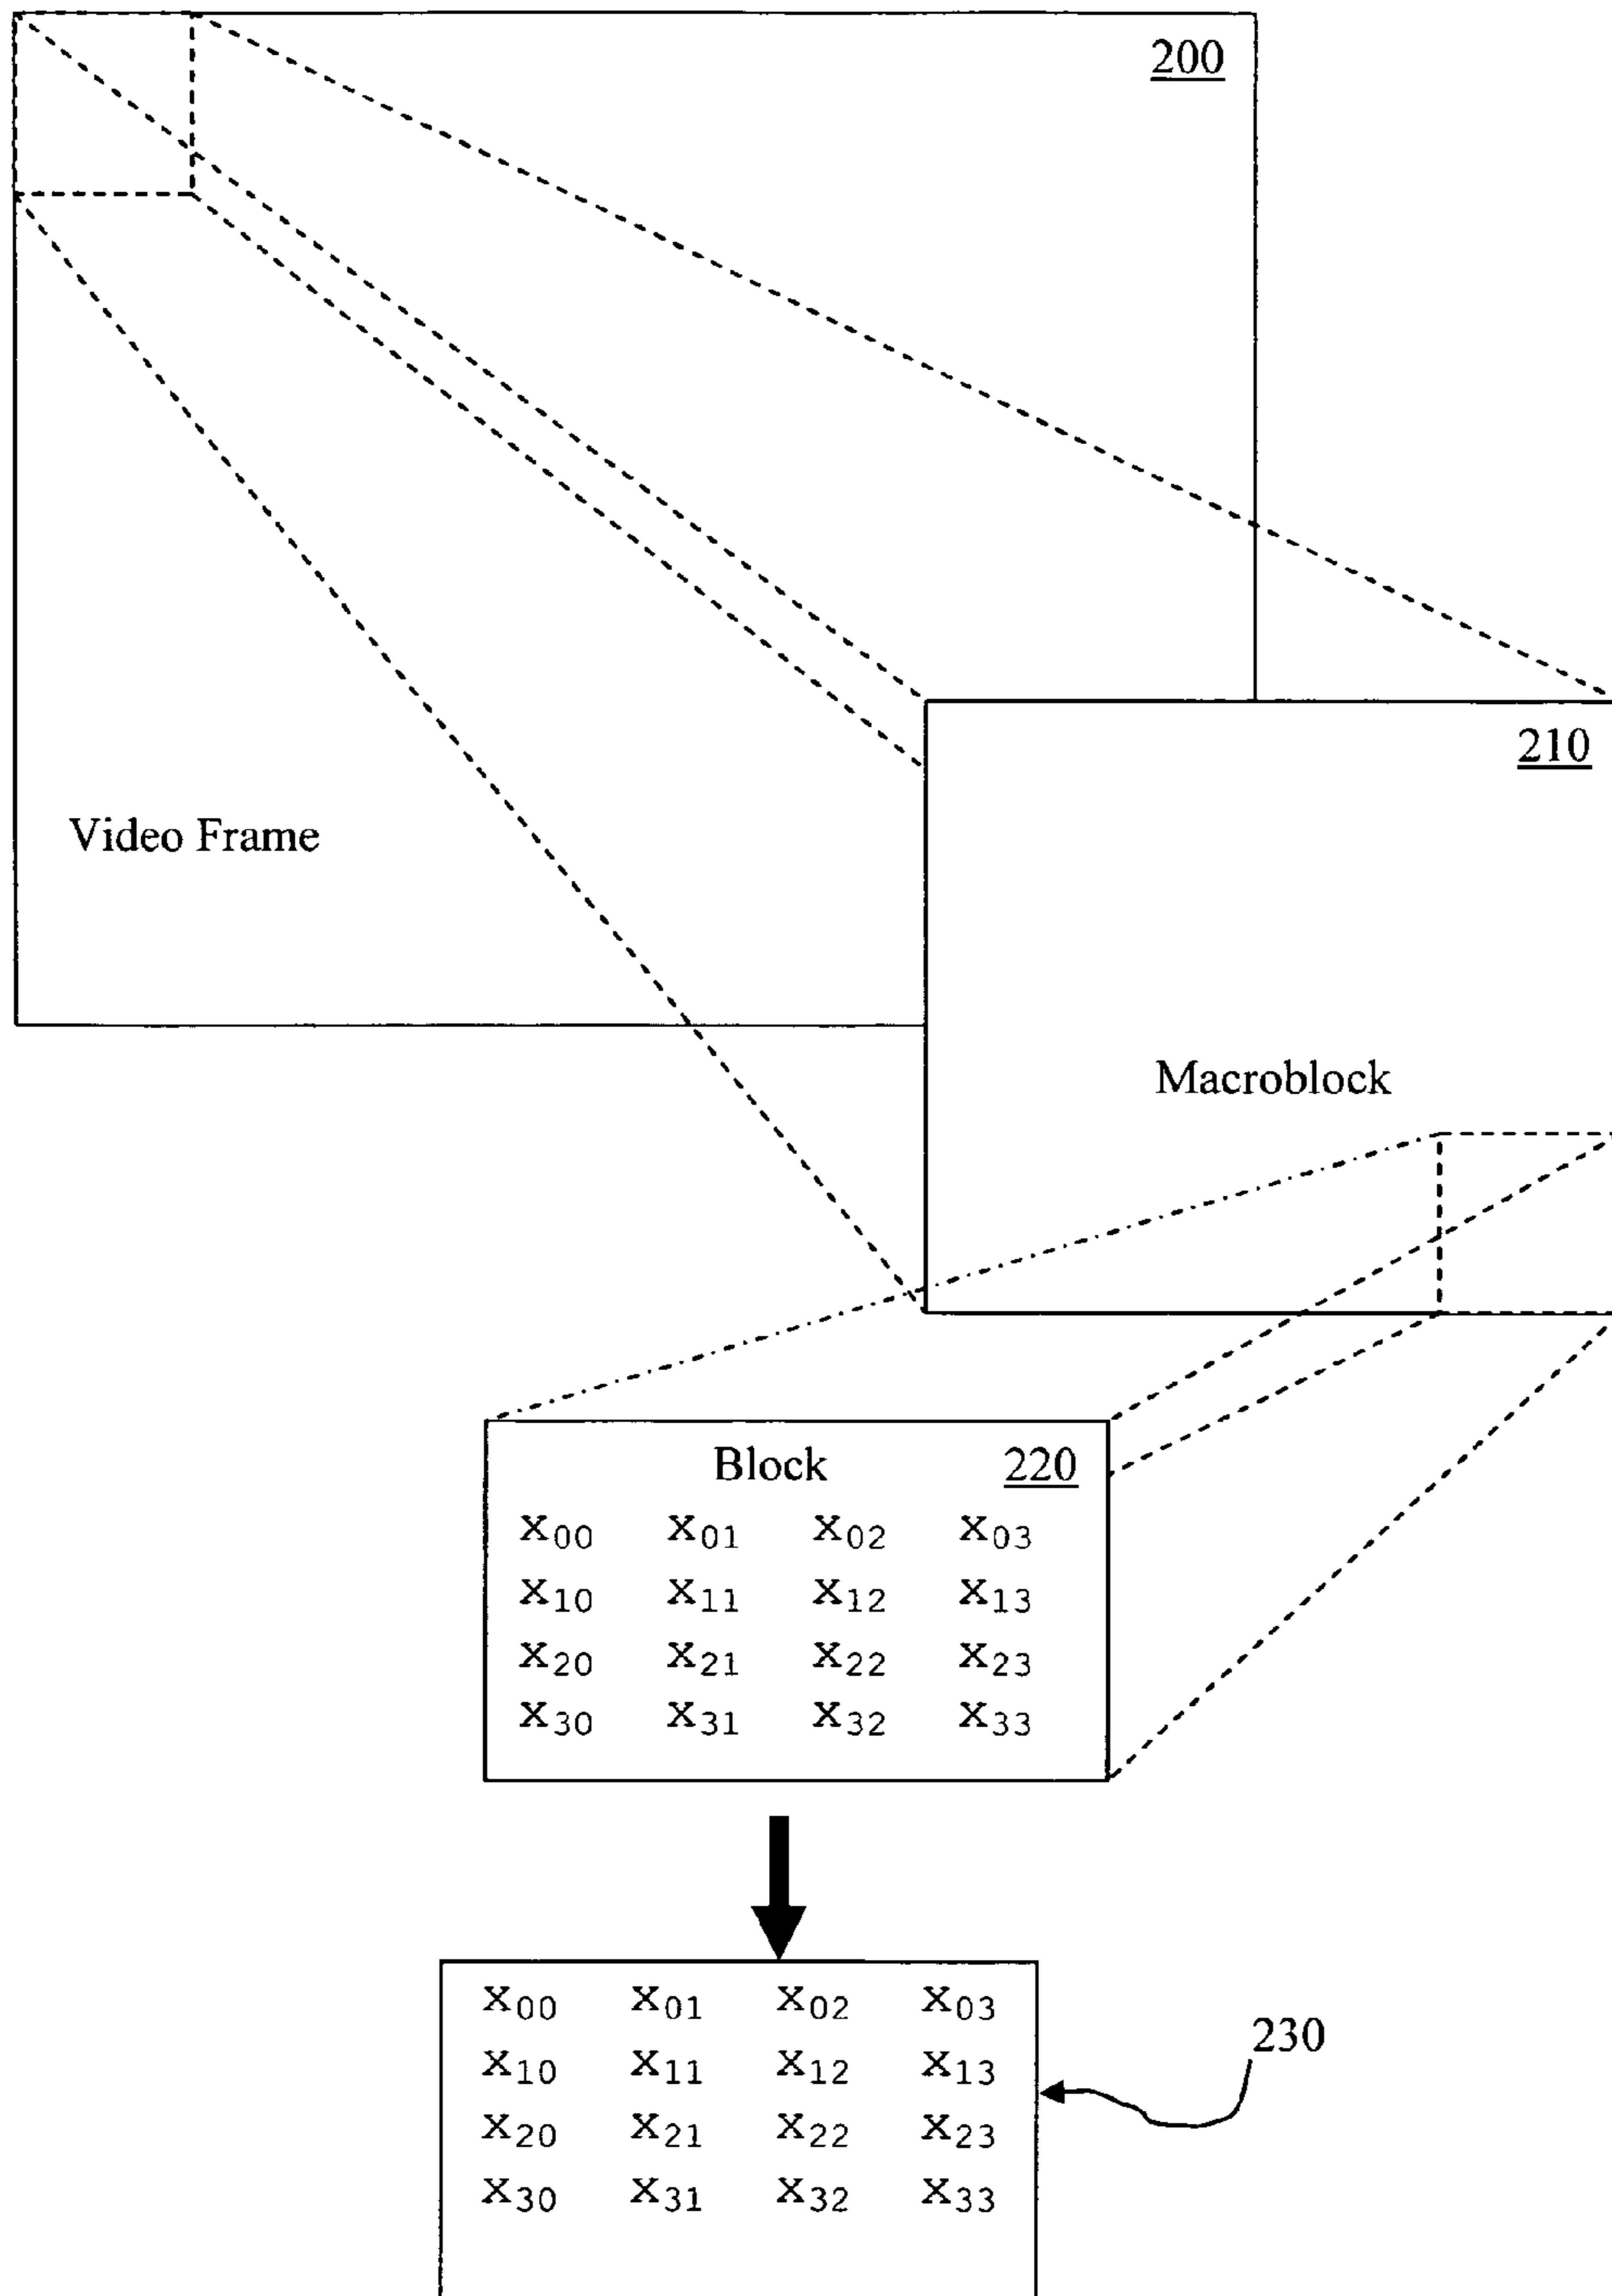 200
210
Video Frame
Macroblock
Block 220
x00 x01 x02 x03
x10 x11 x12 x13
x20 x21 x22 x23
x30 x31 x32 x33
x00 x01 x02 x03
230
x10 x11 x12 x13
x20 x21 x22 x23
x30 x31 x32 x33